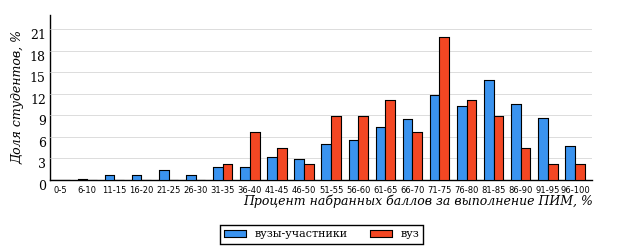 Доля студентов, %
21
18
15
12
9
6
3
0
0-5 6-10 11-15 16-20 21-25 26-30 31-35 36-40 41-45 46-50 51-55 56-60 61-65 66-70 71-75 76-80 81-85 86-90 91-95 96-100
Процент набранных баллов за выполнение ПИМ, %
вузы-участники вуз